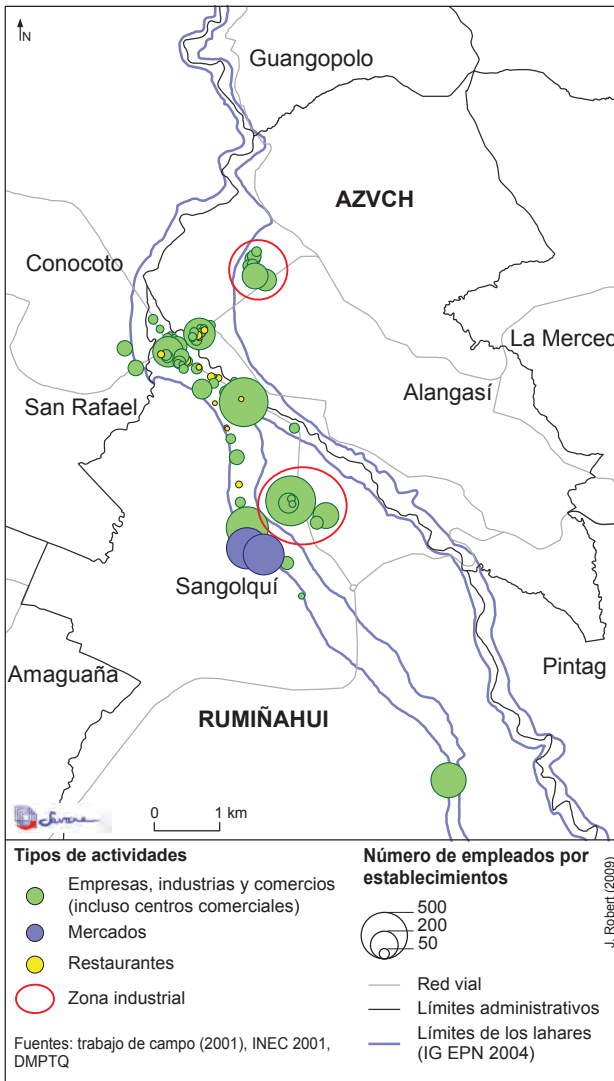 N
Guangopolo
AZVCH
Conocoto
La Merced
Alangasí
San Rafael
Sangolquí
Pintag
Amaguaña
RUMIÑAHUI
Savane
0 1 km
Tipos de actividades
Empresas, industrias y comercios
(incluso centros comerciales)
Mercados
Restaurantes
Zona industrial
Fuentes: trabajo de campo (2001), INEC 2001,
DMPTQ
Número de empleados por
establecimientos
500
200
50
Red vial
Límites administrativos
Límites de los lahares
(IG EPN 2004)
J. Robert (2009)